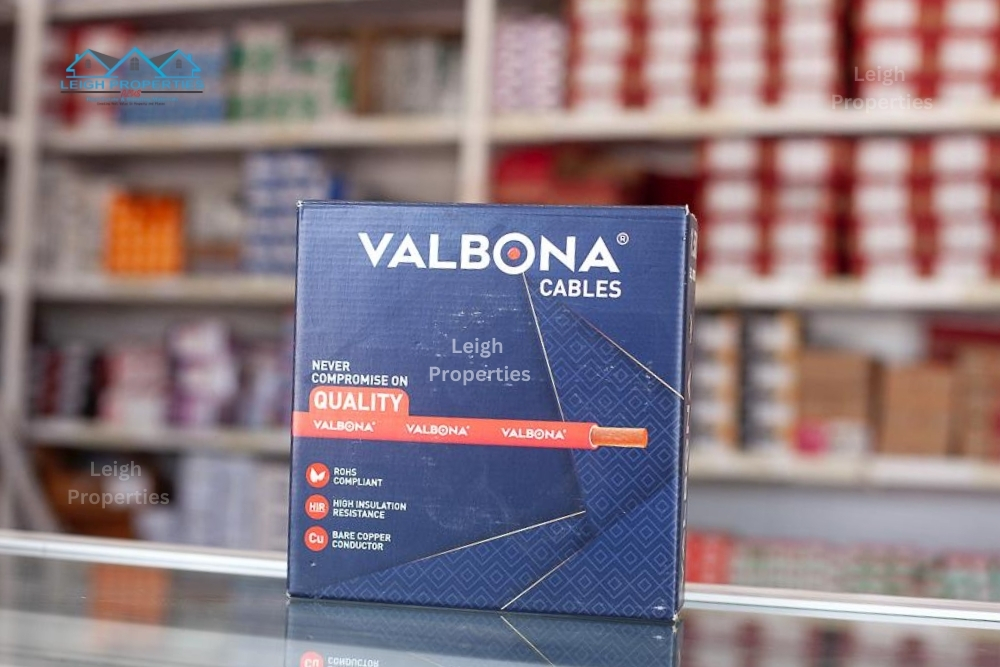 LEIGH PROPERTIES
Leigh
Properties
VALBONA®
CABLES
Leigh
Properties
NEVER
COMPROMISE ON
QUALITY
VALBONA® VALBONA® VALBONA®
Leigh
Properties
ROHS
COMPLIANT
HIR
HIGH INSULATION
RESISTANCE
Cu
BARE COPPER
CONDUCTOR